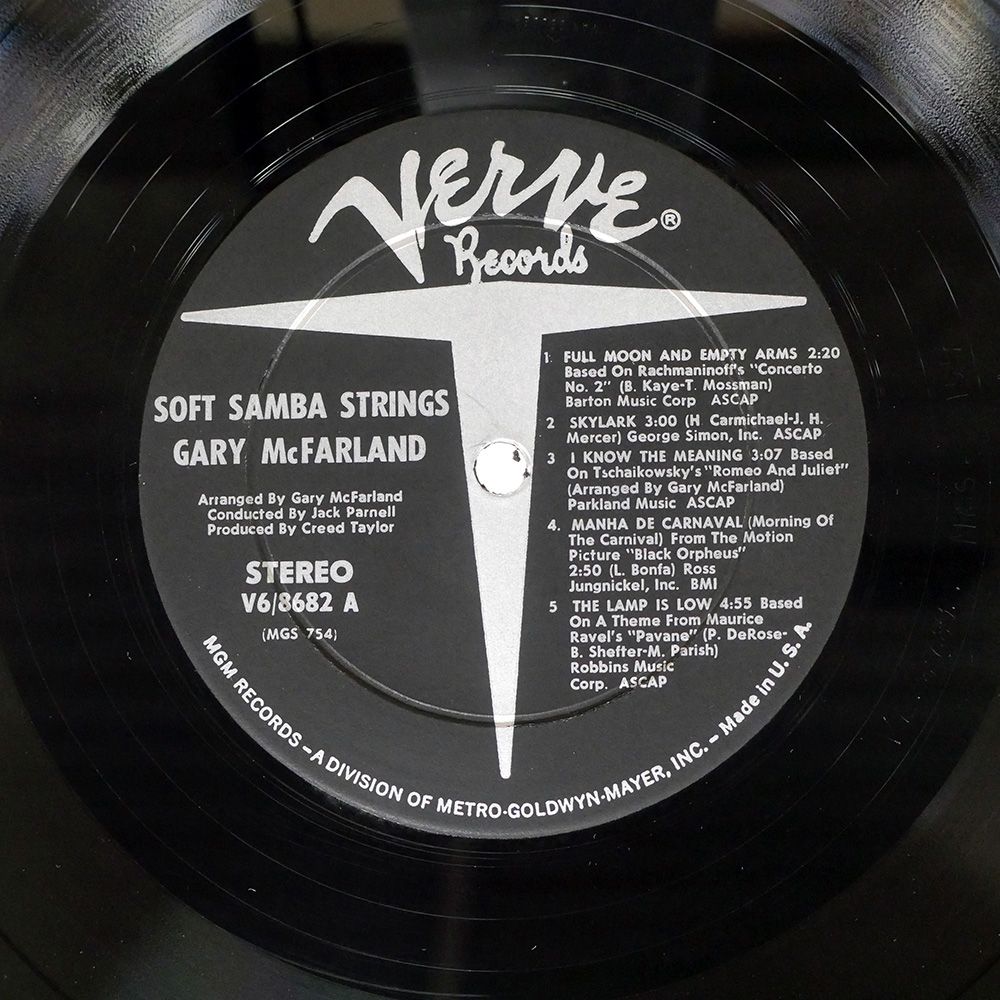 VERVE ®
Records
SOFT SAMBA STRINGS
GARY McFARLAND
Arranged By Gary McFarland
Conducted By Jack Parnell
Produced By Creed Taylor
STEREO
V6/8682 A
(MGS 754)
1 FULL MOON AND EMPTY ARMS 2:20
Based On Rachmaninoff's "Concerto
No. 2" (B. Kaye-T. Mossman)
Barton Music Corp ASCAP
2 SKYLARK 3:00 (H. Carmichael-J. H.
Mercer) George Simon, Inc. ASCAP
3 I KNOW THE MEANING 3:07 Based
On Tschaikowsky's "Romeo And Juliet"
(Arranged By Gary McFarland)
Parkland Music ASCAP
4. MANHA DE CARNAVAL (Morning Of
The Carnival) From The Motion
Picture "Black Orpheus"
2:50 (L. Bonfa) Ross
Jungnickel, Inc. BMI
5 THE LAMP IS LOW 4:55 Based
On A Theme From Maurice
Ravel's "Pavane" (P. DeRose-
B. Shefter-M. Parish)
Robbins Music
Corp. ASCAP
MGM RECORDS – A DIVISION OF METRO-GOLDWYN-MAYER, INC. – Made in U. S. A.